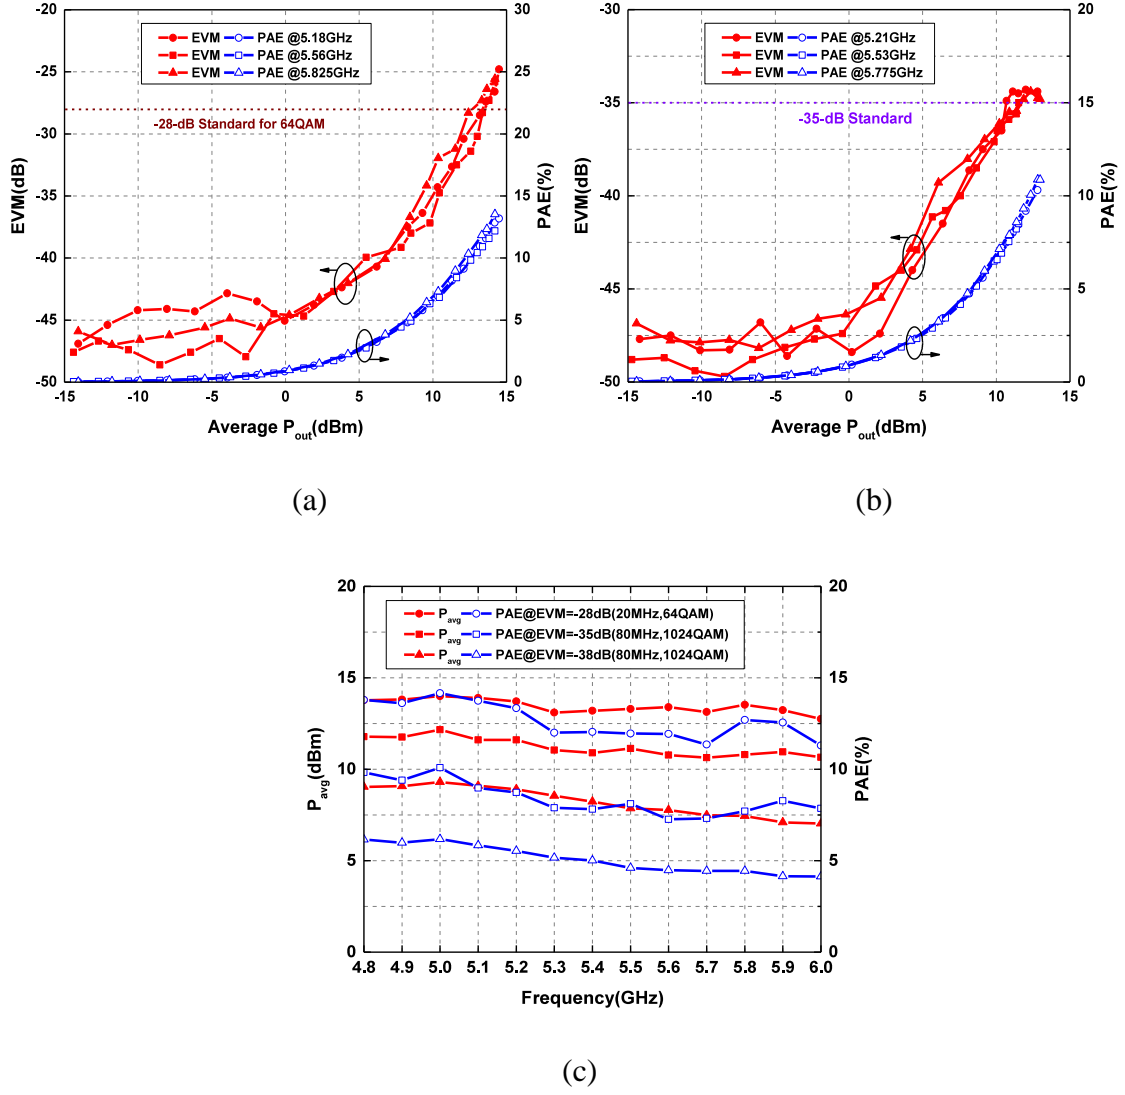 EVM PAE @5.18GHz
EVM PAE @5.56GHz
EVM PAE @5.825GHz
-28-dB Standard for 64QAM
EVM(dB)
-20
-25
-30
-35
-40
-45
-50
PAE(%)
30
25
20
15
10
5
0
-15 -10 -5 0 5 10 15
Average Pout(dBm)
(a)
EVM PAE @5.21GHz
EVM PAE @5.53GHz
EVM PAE @5.775GHz
-35-dB Standard
EVM(dB)
-30
-35
-40
-45
-50
PAE(%)
20
15
10
5
0
-15 -10 -5 0 5 10 15
Average Pout(dBm)
(b)
Pavg PAE@EVM=-28dB(20MHz,64QAM)
Pavg PAE@EVM=-35dB(80MHz,1024QAM)
Pavg PAE@EVM=-38dB(80MHz,1024QAM)
Pavg(dBm)
20
15
10
5
0
PAE(%)
20
15
10
5
0
4.8 4.9 5.0 5.1 5.2 5.3 5.4 5.5 5.6 5.7 5.8 5.9 6.0
Frequency(GHz)
(c)